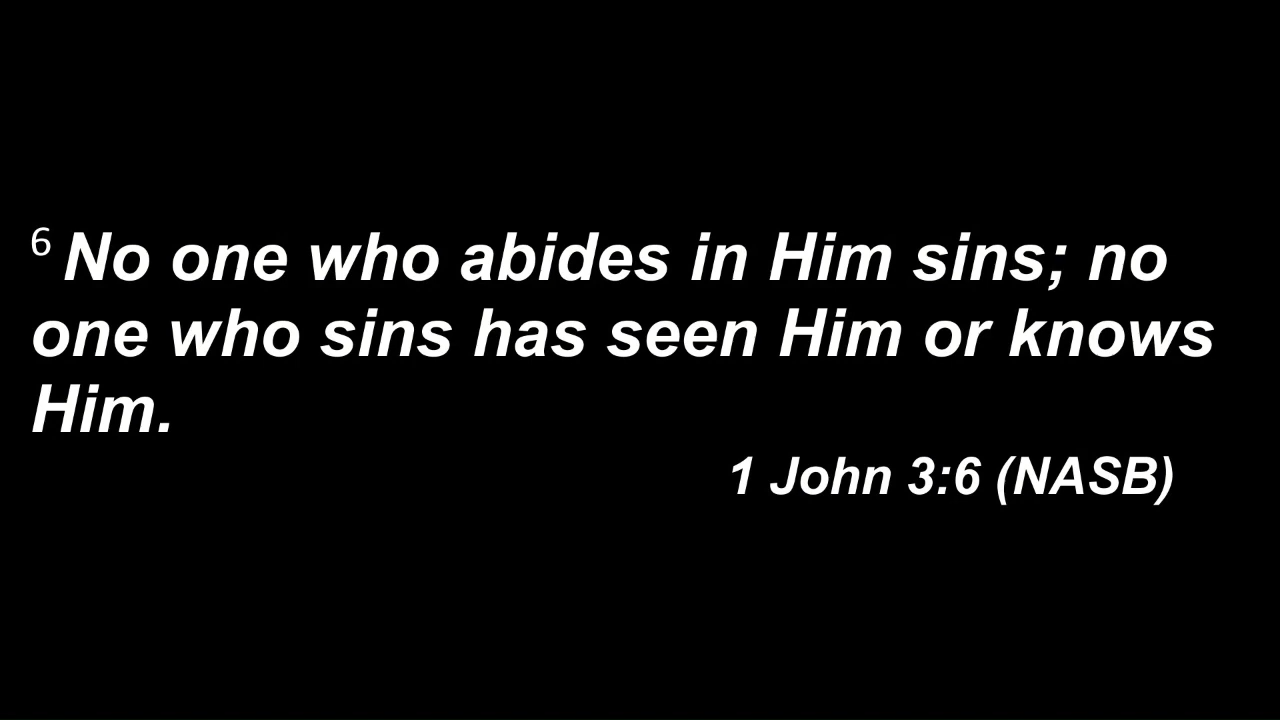 6 No one who abides in Him sins; no
one who sins has seen Him or knows
Him.
1 John 3:6 (NASB)